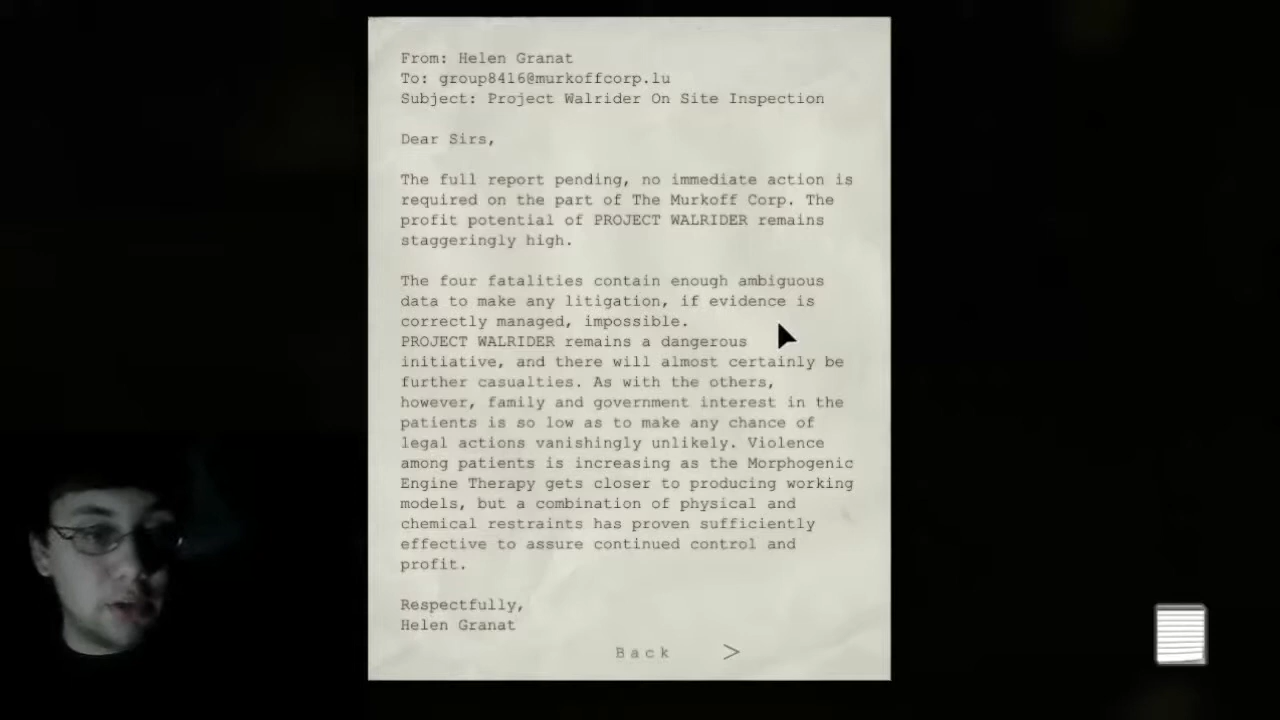 From: Helen Granat
To: group8416@murkoffcorp.lu
Subject: Project Walrider On Site Inspection
Dear Sirs,
The full report pending, no immediate action is
required on the part of The Murkoff Corp. The
profit potential of PROJECT WALRIDER remains
staggeringly high.
The four fatalities contain enough ambiguous
data to make any litigation, if evidence is
correctly managed, impossible.
PROJECT WALRIDER remains a dangerous
initiative, and there will almost certainly be
further casualties. As with the others,
however, family and government interest in the
patients is so low as to make any chance of
legal actions vanishingly unlikely. Violence
among patients is increasing as the Morphogenic
Engine Therapy gets closer to producing working
models, but a combination of physical and
chemical restraints has proven sufficiently
effective to assure continued control and
profit.
Respectfully,
Helen Granat
Back >